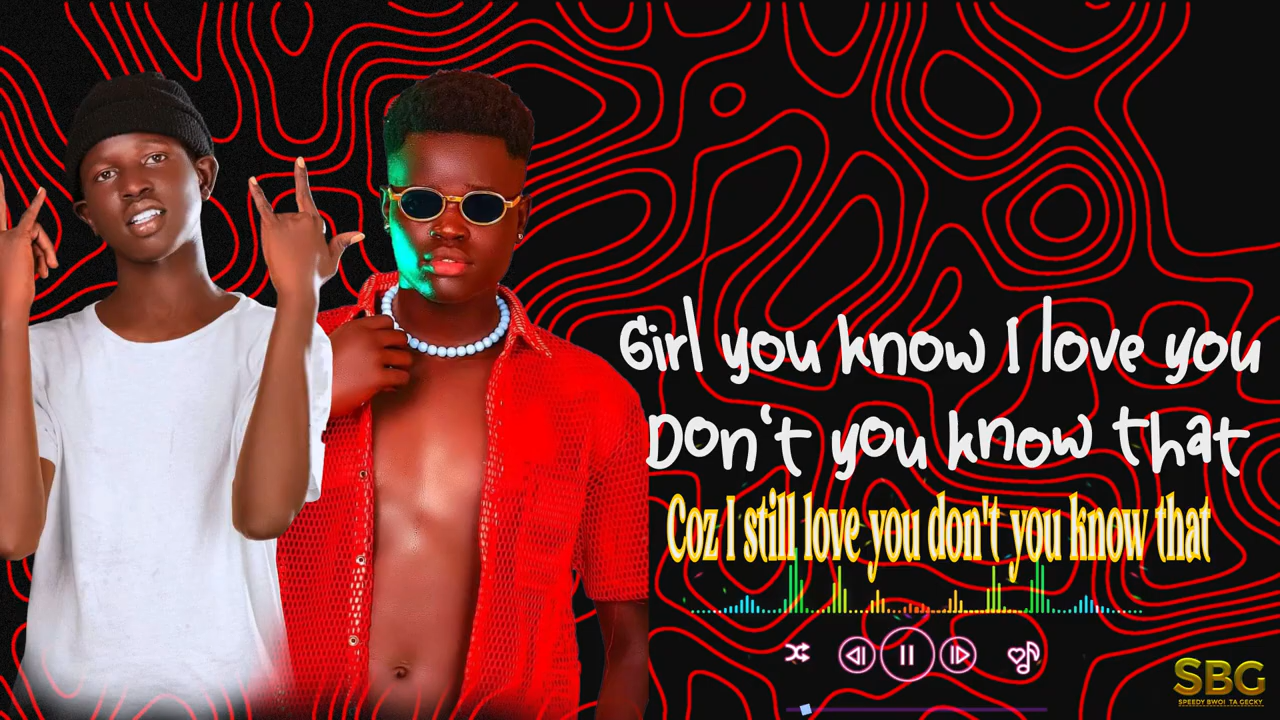 Girl you know I love you
Don't you know that
Coz I still love you don't you know that
SBG
SPEEDY BWOI TA GECKY